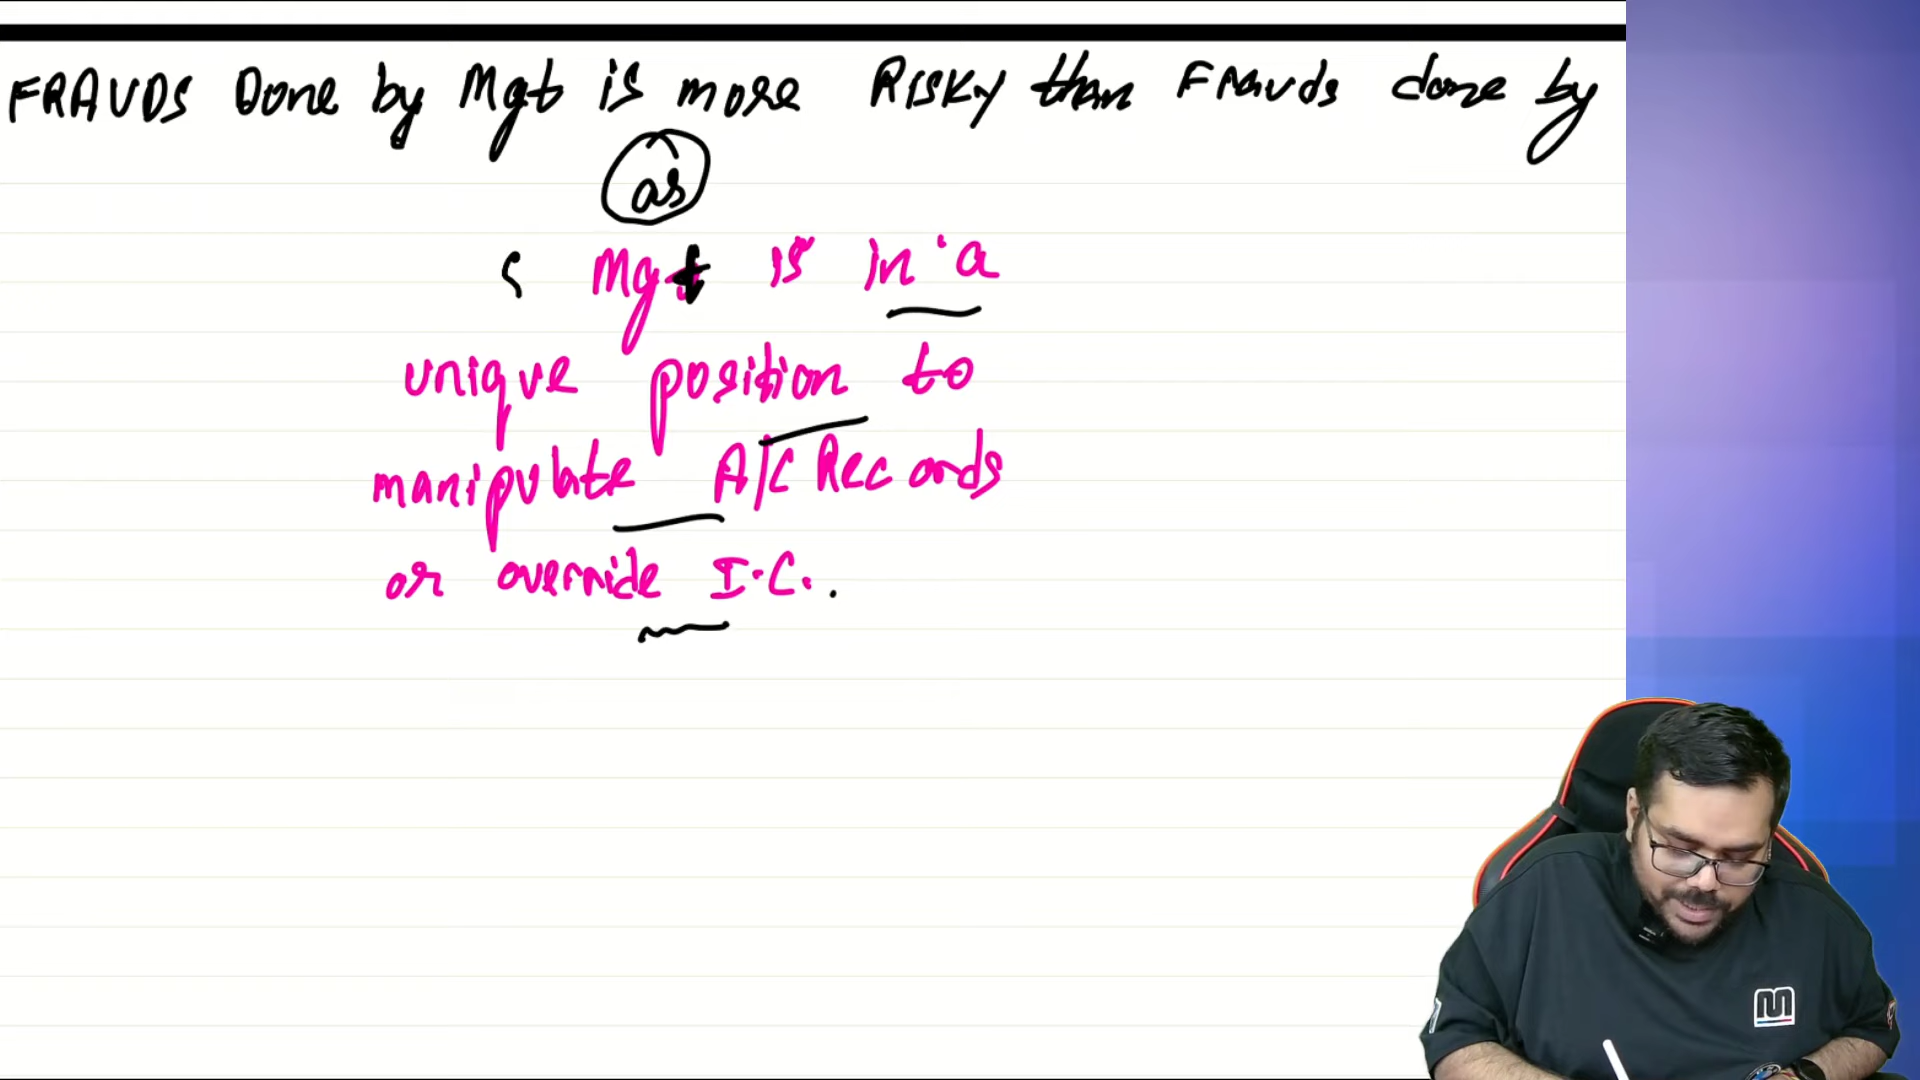 FRAUDS Done by Mgt is more RISKY than Frauds done by
as
Mgt is in a
unique position to
manipulate A/C Records
or override I.C.
m